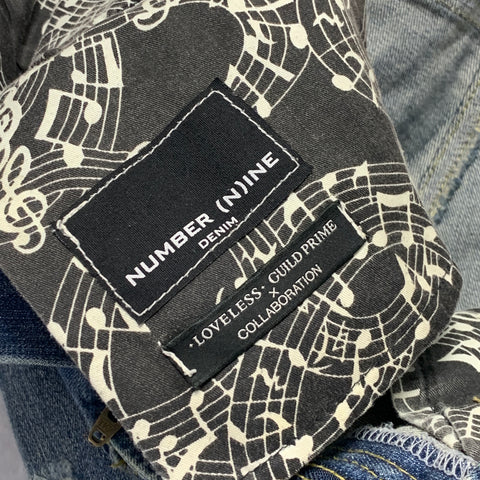 NUMBER (N)INE
DENIM
·LOVELESS· GUILD PRIME
×
COLLABORATION